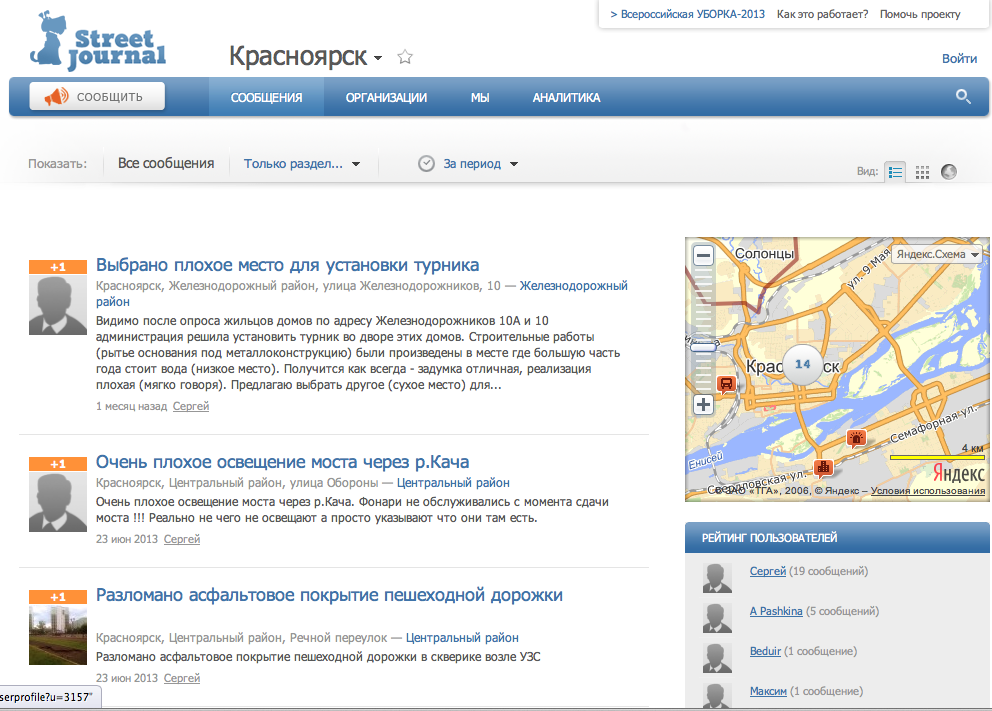 > Всероссийская УБОРКА-2013 Как это работает? Помочь проекту
Street Journal
Красноярск
Войти
СООБЩИТЬ СООБЩЕНИЯ ОРГАНИЗАЦИИ МЫ АНАЛИТИКА
Показать: Все сообщения Только раздел... За период Вид:
+1
Выбрано плохое место для установки турника
Красноярск, Железнодорожный район, улица Железнодорожников, 10 — Железнодорожный
район
Видимо после опроса жильцов домов по адресу Железнодорожников 10А и 10
администрация решила установить турник во дворе этих домов. Строительные работы
(рытье основания под металлоконструкцию) были произведены в месте где большую часть
года стоит вода (низкое место). Получится как всегда - задумка отличная, реализация
плохая (мягко говоря). Предлагаю выбрать другое (сухое место) для...
1 месяц назад Сергей
+1
Очень плохое освещение моста через р.Кача
Красноярск, Центральный район, улица Обороны — Центральный район
Очень плохое освещение моста через р.Кача. Фонари не обслуживались с момента сдачи
моста !!! Реально не чего не освещают а просто указывают что они там есть.
23 июн 2013 Сергей
+1
Разломано асфальтовое покрытие пешеходной дорожки
Красноярск, Центральный район, Речной переулок — Центральный район
Разломано асфальтовое покрытие пешеходной дорожки в скверике возле УЗС
23 июн 2013 Сергей
serprofile?u=3157"
Солонцы
ул. 9 Мая
Яндекс.Схема
Крас 14 ск
Семафорная ул.
Енисей
4 км
Яндекс
Свердловская ул.
© ЗАО «ТГА», 2006, © Яндекс – Условия использования
РЕЙТИНГ ПОЛЬЗОВАТЕЛЕЙ
Сергей (19 сообщений)
A Pashkina (5 сообщений)
Beduir (1 сообщение)
Максим (1 сообщение)